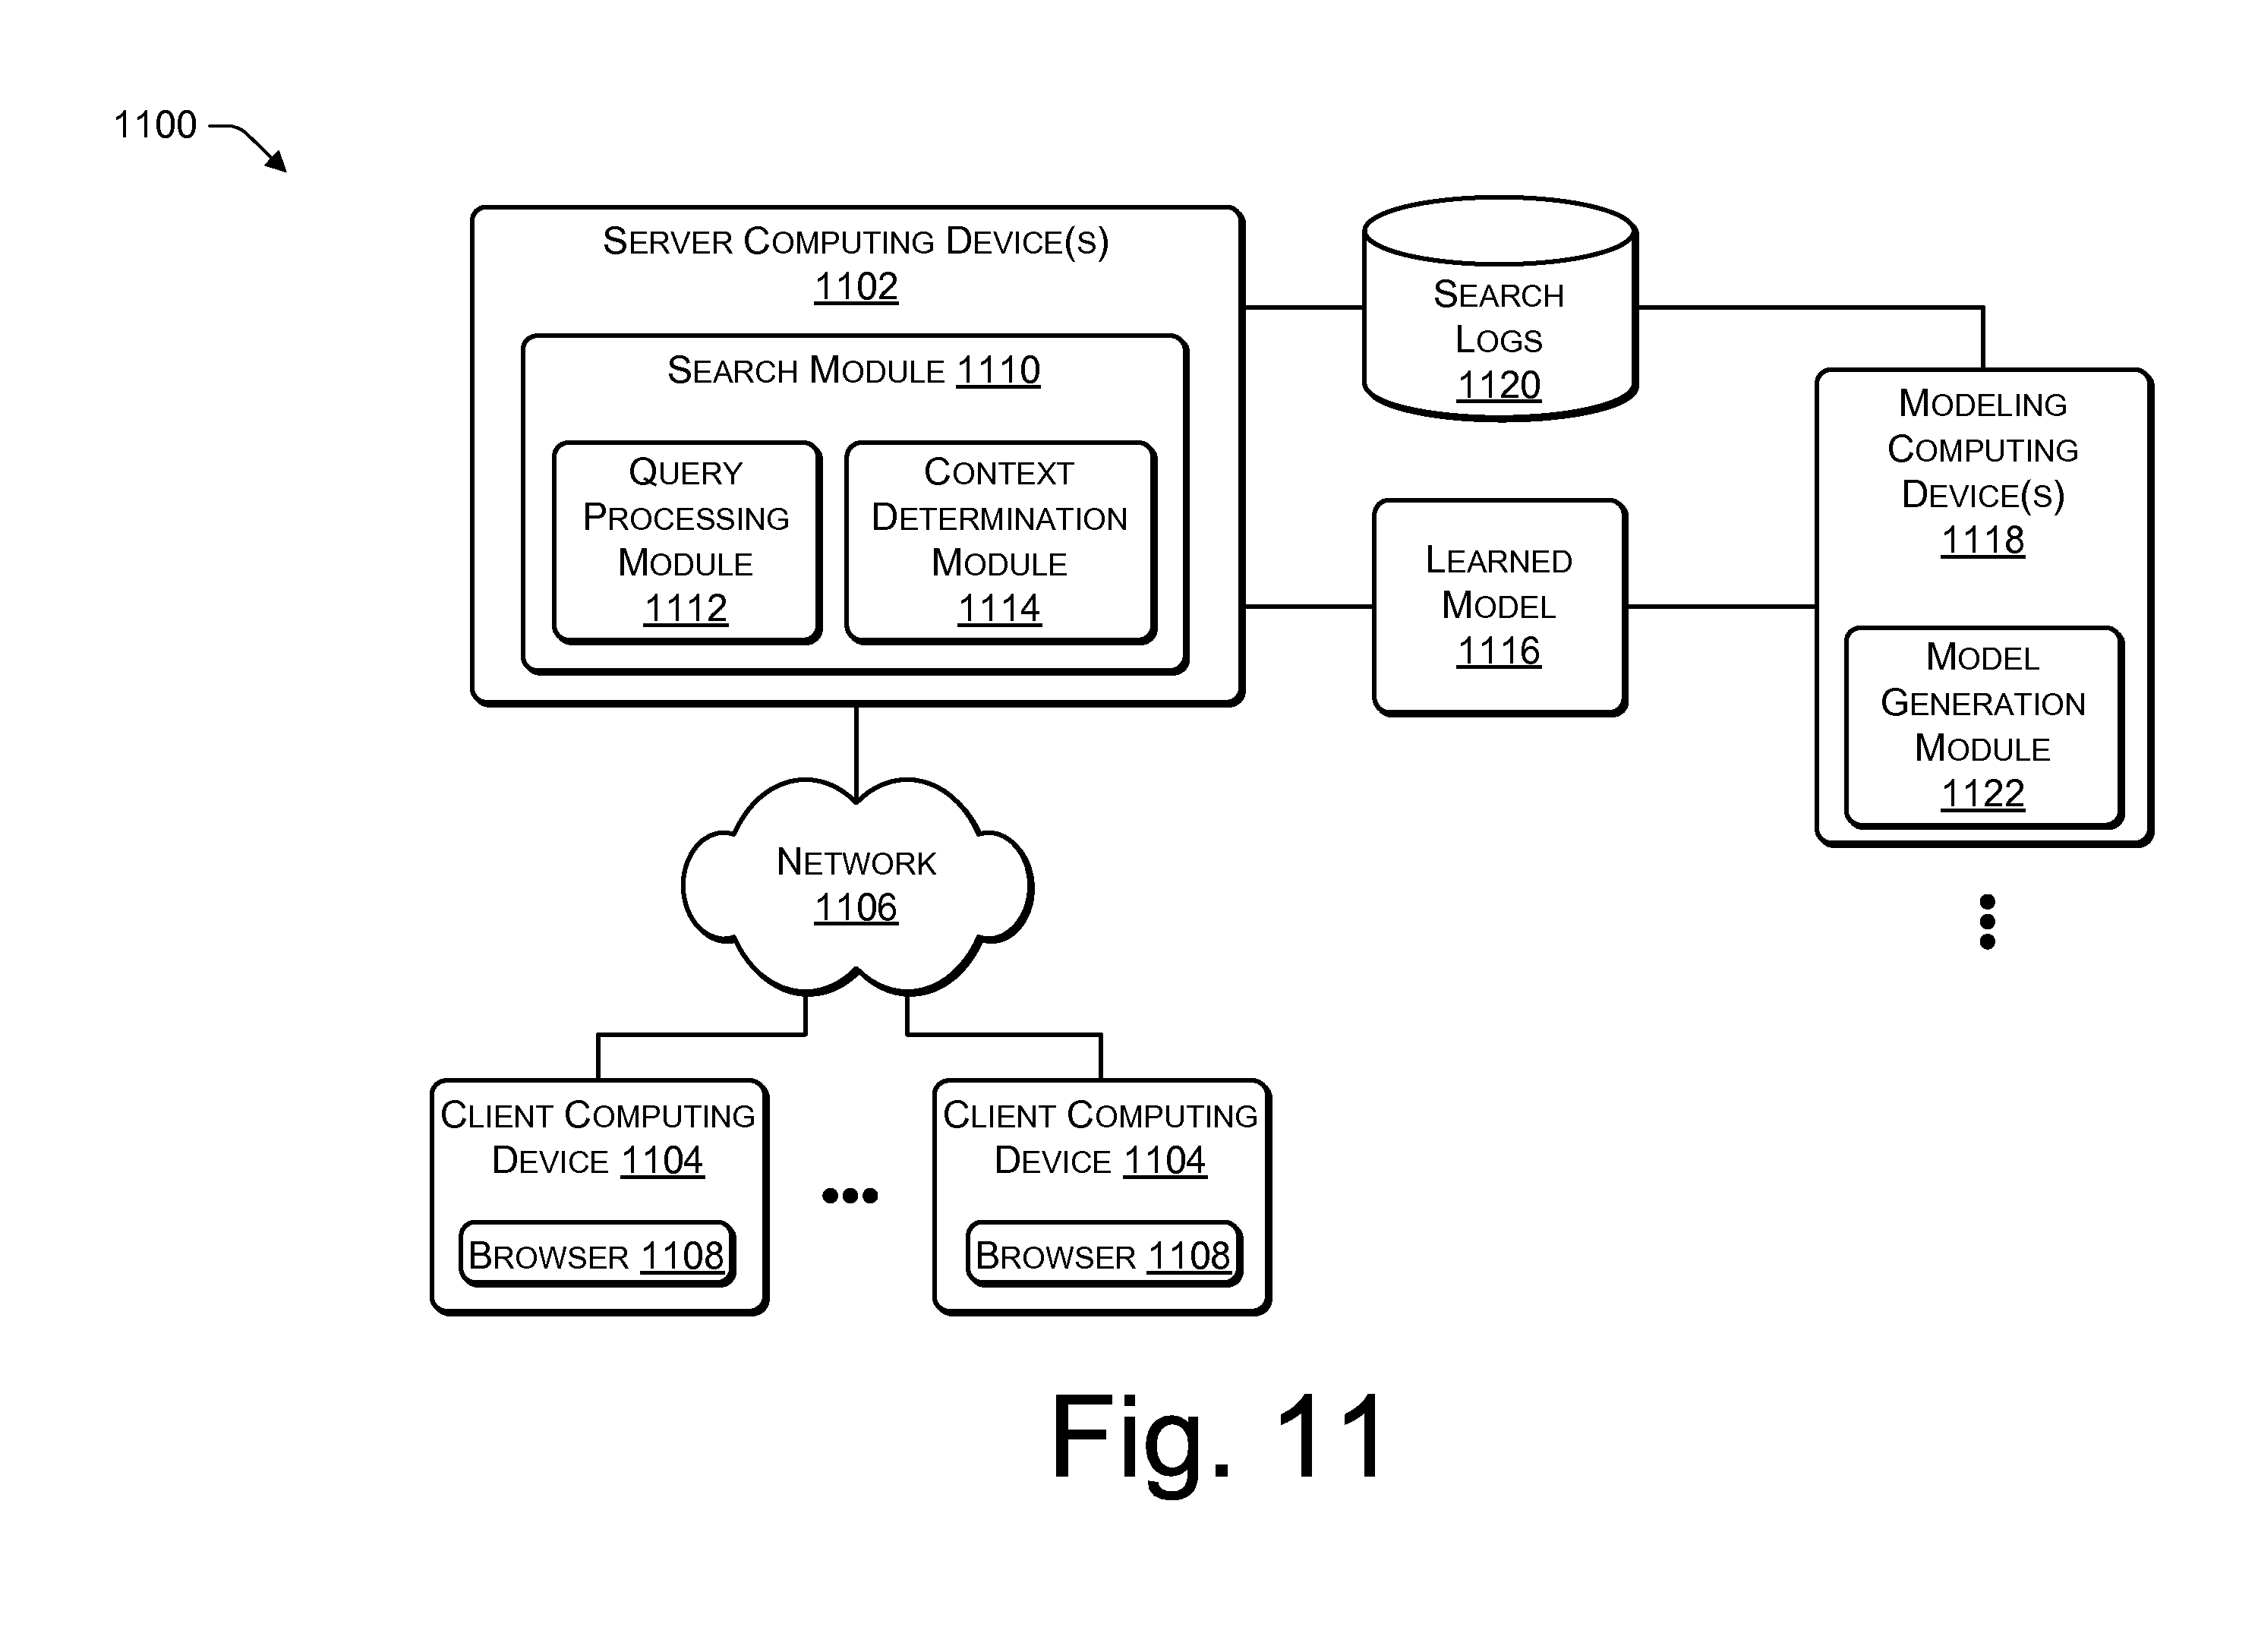 1100
SERVER COMPUTING DEVICE(S)
1102
SEARCH MODULE 1110
QUERY
PROCESSING
MODULE
1112
CONTEXT
DETERMINATION
MODULE
1114
SEARCH
LOGS
1120
LEARNED
MODEL
1116
MODELING
COMPUTING
DEVICE(S)
1118
MODEL
GENERATION
MODULE
1122
NETWORK
1106
CLIENT COMPUTING
DEVICE 1104
BROWSER 1108
CLIENT COMPUTING
DEVICE 1104
BROWSER 1108
Fig. 11